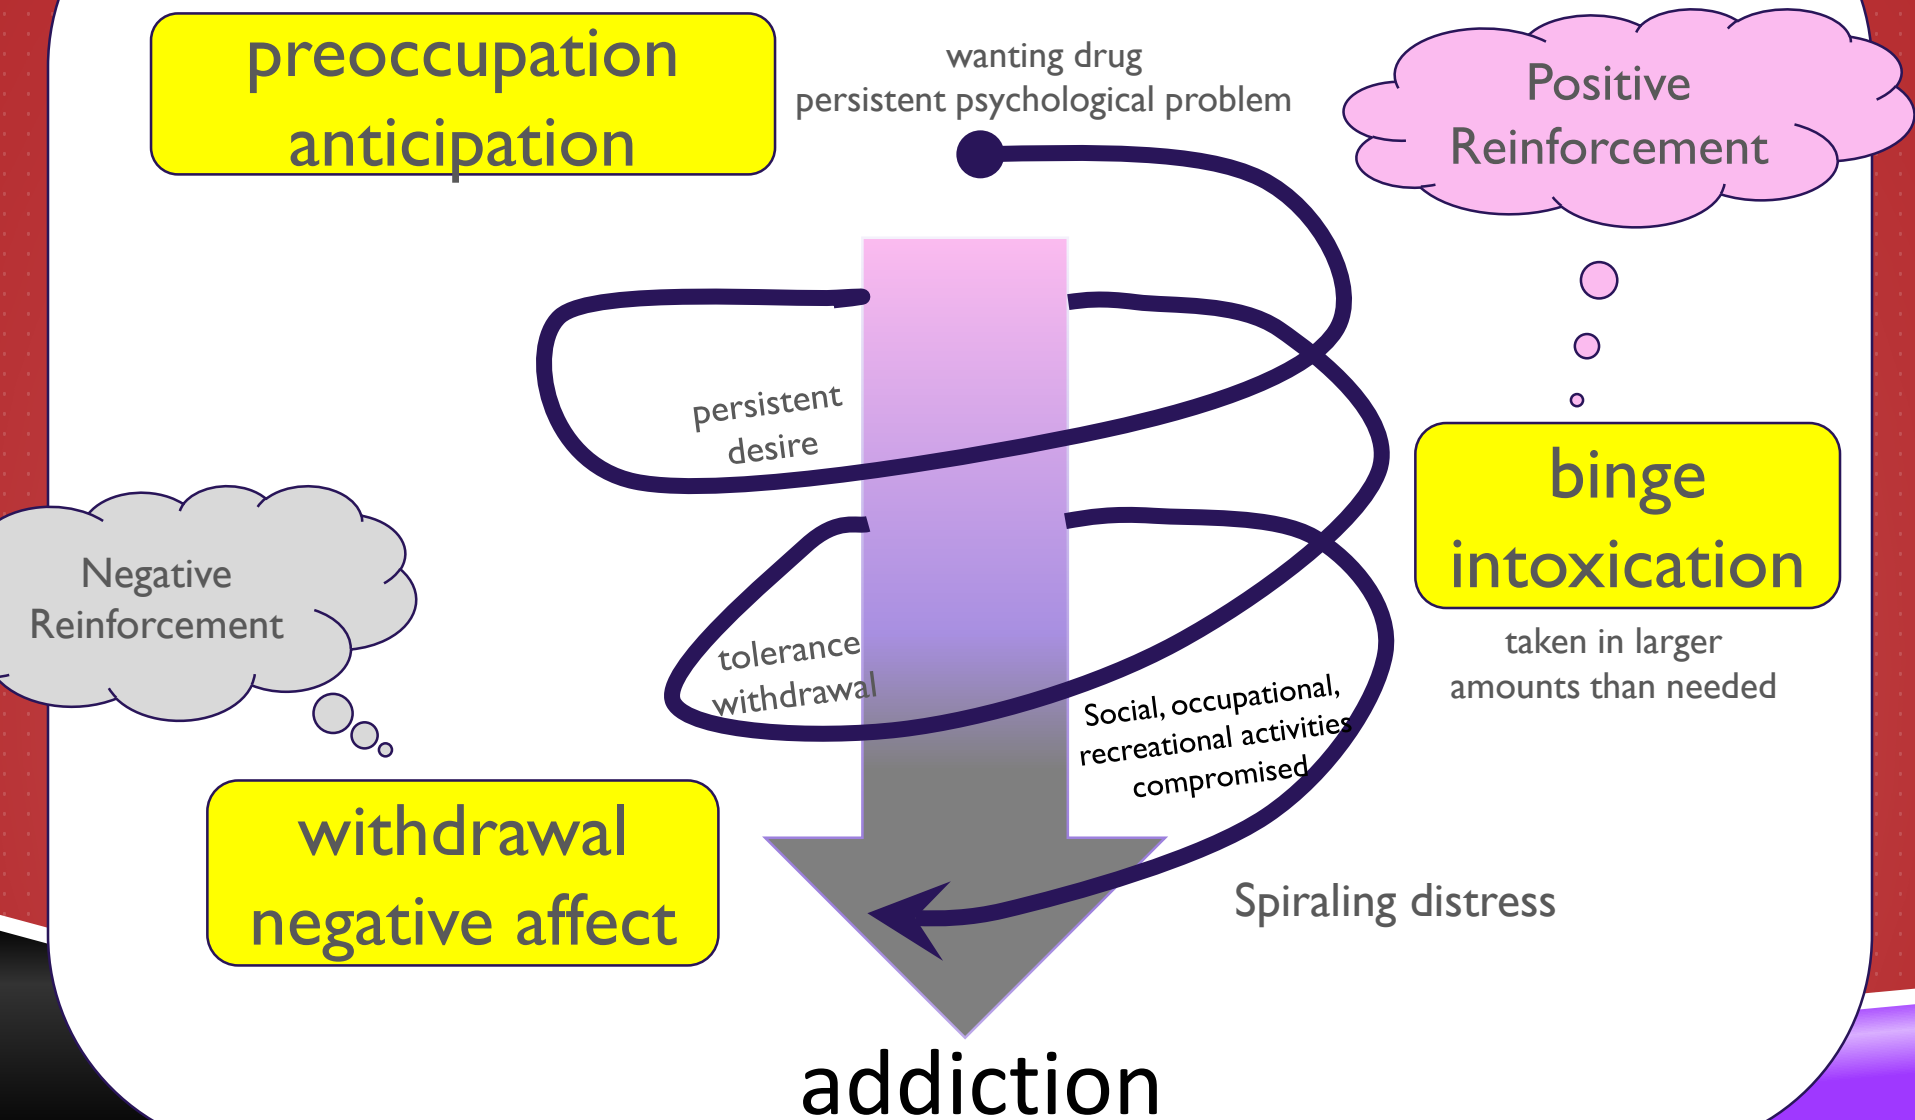 preoccupation
anticipation
wanting drug
persistent psychological problem
Positive
Reinforcement
persistent
desire
binge
intoxication
taken in larger
amounts than needed
Negative
Reinforcement
tolerance
withdrawal
Social, occupational,
recreational activities
compromised
withdrawal
negative affect
Spiraling distress
addiction